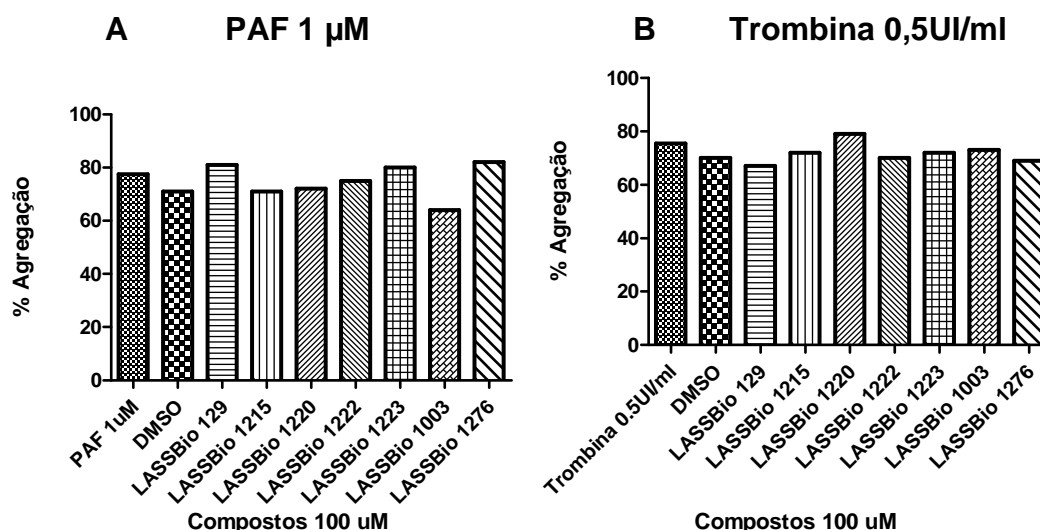 A PAF 1 µM
% Agregação
100
80
60
40
20
0
PAF 1uM
DMSO
LASSBio 129
LASSBio 1215
LASSBio 1220
LASSBio 1222
LASSBio 1223
LASSBio 1003
LASSBio 1276
Compostos 100 uM
B Trombina 0,5UI/ml
% Agregação
100
80
60
40
20
0
Trombina 0.5UI/ml
DMSO
LASSBio 129
LASSBio 1215
LASSBio 1220
LASSBio 1222
LASSBio 1223
LASSBio 1003
LASSBio 1276
Compostos 100 uM